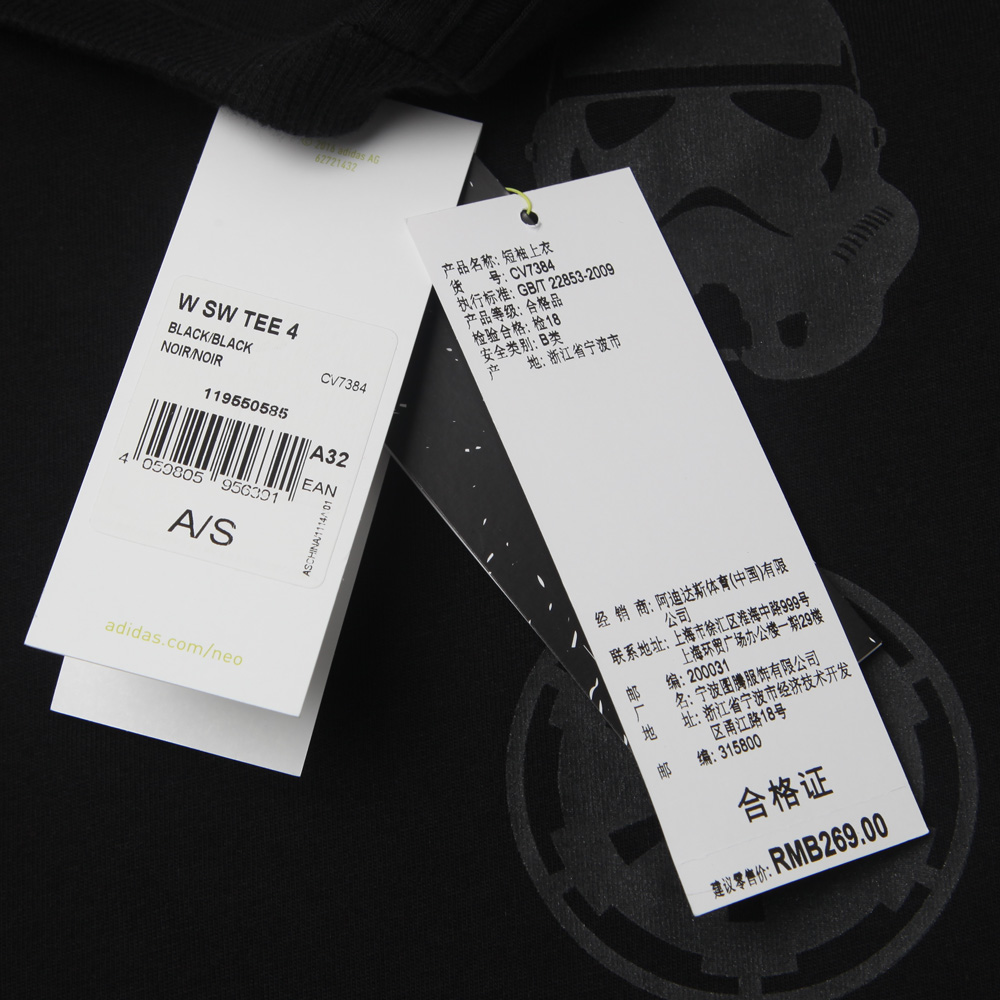 © 2016 adidas AG
62721432
W SW TEE 4
BLACK/BLACK
NOIR/NOIR
CV7384
119550585
A32
4 059805 956301
EAN
A/S
adidas.com/neo
产品名称: 短袖上衣
货 号: CV7384
执行标准: GB/T 22853-2009
产品等级: 合格品
检验合格: 检18
安全类别: B类
产 地: 浙江省宁波市
经 销 商: 阿迪达斯体育(中国)有限
公司
联系地址: 上海市徐汇区淮海中路999号
上海环贸广场办公楼一期29楼
邮 编: 200031
厂 名: 宁波图腾服饰有限公司
地 址: 浙江省宁波市经济技术开发
区甬江路18号
邮 编: 315800
合格证
建议零售价: RMB269.00